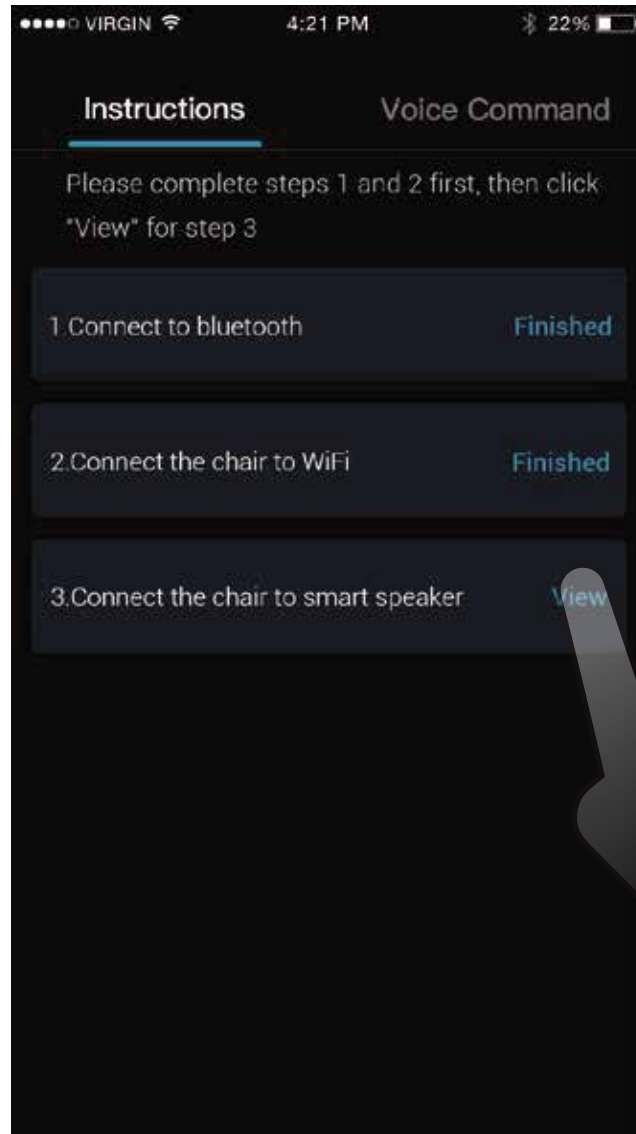 VIRGIN 4:21 PM 22%
Instructions Voice Command
Please complete steps 1 and 2 first, then click
"View" for step 3
1.Connect to bluetooth Finished
2.Connect the chair to WiFi Finished
3.Connect the chair to smart speaker View